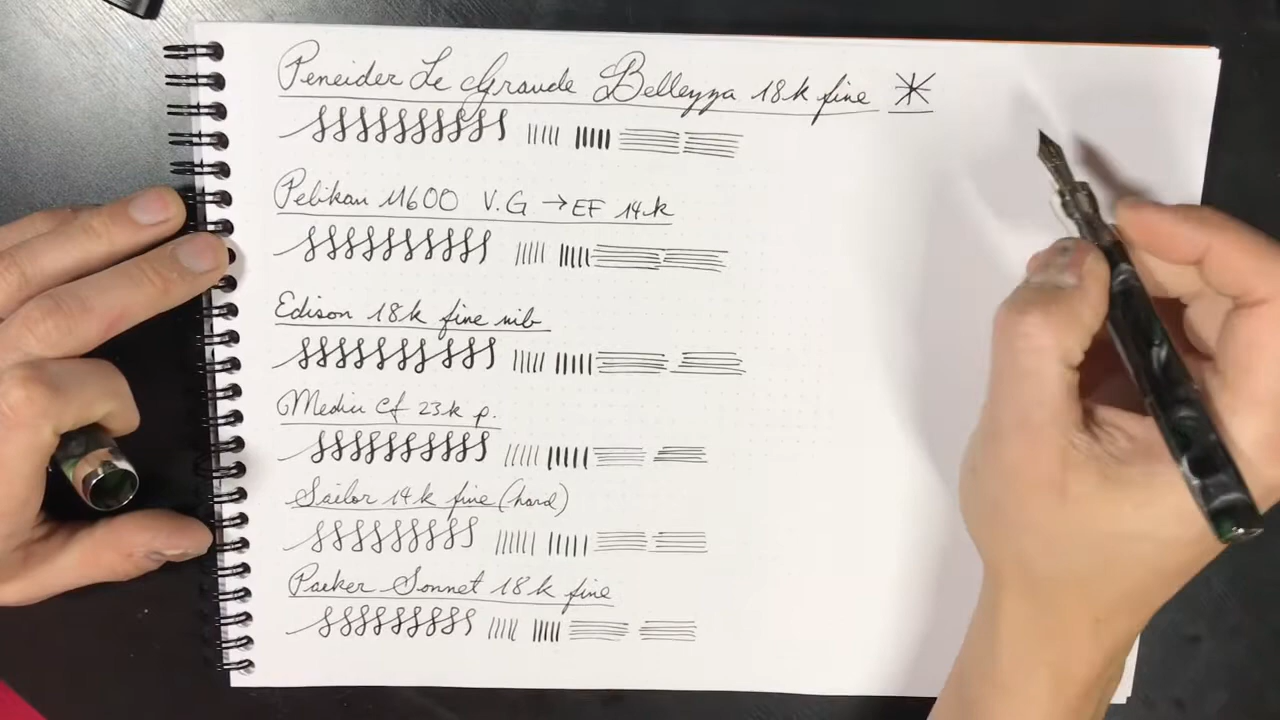 Peneider Le Grande Bellezza 18k fine
Pelikan M600 V.G → EF 14k
Edison 18k fine nib
Medici Cf 23k p.
Sailor 14k fine (hard)
Parker Sonnet 18k fine